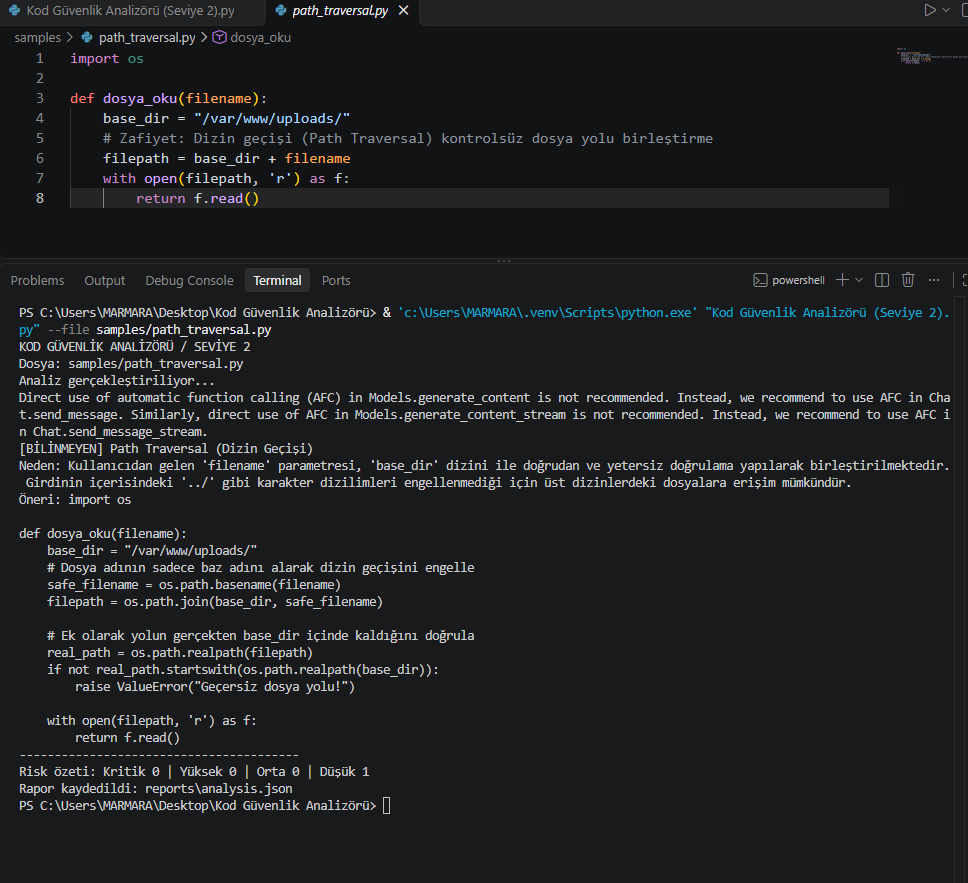 Kod Güvenlik Analizörü (Seviye 2).py
path_traversal.py
samples > path_traversal.py > dosya_oku
1 import os
2
3 def dosya_oku(filename):
4     base_dir = "/var/www/uploads/"
5     # Zafiyet: Dizin geçişi (Path Traversal) kontrolsüz dosya yolu birleştirme
6     filepath = base_dir + filename
7     with open(filepath, 'r') as f:
8         return f.read()
Problems Output Debug Console Terminal Ports powershell
PS C:\Users\MARMARA\Desktop\Kod Güvenlik Analizörü> & 'c:\Users\MARMARA\.venv\Scripts\python.exe' "Kod Güvenlik Analizörü (Seviye 2).
py" --file samples/path_traversal.py
KOD GÜVENLİK ANALİZÖRÜ / SEVİYE 2
Dosya: samples/path_traversal.py
Analiz gerçekleştiriliyor...
Direct use of automatic function calling (AFC) in Models.generate_content is not recommended. Instead, we recommend to use AFC in Cha
t.send_message. Similarly, direct use of AFC in Models.generate_content_stream is not recommended. Instead, we recommend to use AFC i
n Chat.send_message_stream.
[BİLİNMEYEN] Path Traversal (Dizin Geçişi)
Neden: Kullanıcıdan gelen 'filename' parametresi, 'base_dir' dizini ile doğrudan ve yetersiz doğrulama yapılarak birleştirilmektedir.
 Girdinin içerisindeki '../' gibi karakter dizilimleri engellenmediği için üst dizinlerdeki dosyalara erişim mümkündür.
Öneri: import os

def dosya_oku(filename):
    base_dir = "/var/www/uploads/"
    # Dosya adının sadece baz adını alarak dizin geçişini engelle
    safe_filename = os.path.basename(filename)
    filepath = os.path.join(base_dir, safe_filename)

    # Ek olarak yolun gerçekten base_dir içinde kaldığını doğrula
    real_path = os.path.realpath(filepath)
    if not real_path.startswith(os.path.realpath(base_dir)):
        raise ValueError("Geçersiz dosya yolu!")

    with open(filepath, 'r') as f:
        return f.read()
----------------------------------------
Risk özeti: Kritik 0 | Yüksek 0 | Orta 0 | Düşük 1
Rapor kaydedildi: reports\analysis.json
PS C:\Users\MARMARA\Desktop\Kod Güvenlik Analizörü>